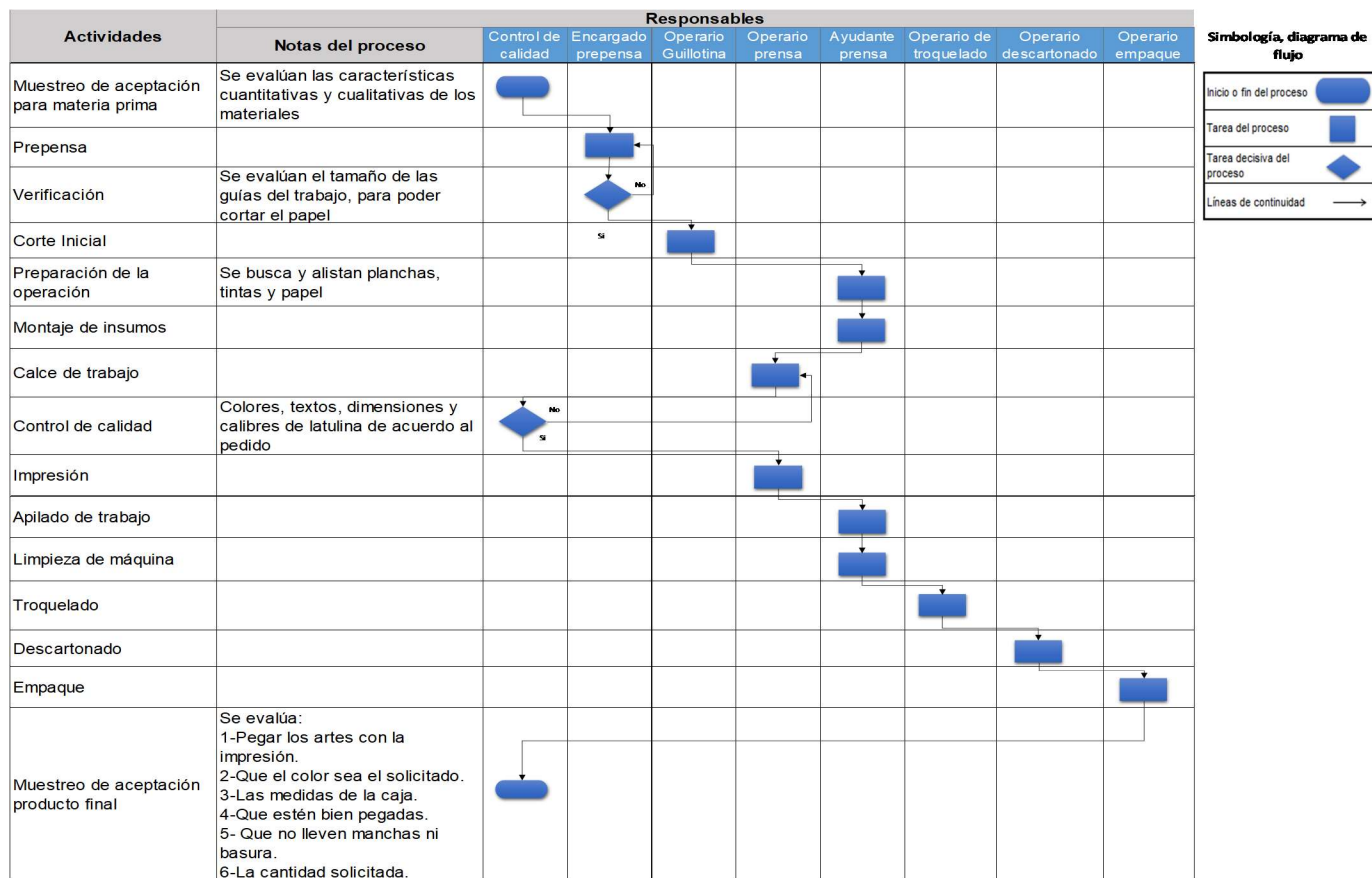 Actividades
Responsables
Notas del proceso
Control de
calidad
Encargado
prepensa
Operario
Guillotina
Operario
prensa
Ayudante
prensa
Operario de
troquelado
Operario
descartonado
Operario
empaque
Muestreo de aceptación
para materia prima
Se evalúan las características
cuantitativas y cualitativas de los
materiales
Prepensa
Verificación
Se evalúan el tamaño de las
guías del trabajo, para poder
cortar el papel
No
Corte Inicial
Si
Preparación de la
operación
Se busca y alistan planchas,
tintas y papel
Montaje de insumos
Calce de trabajo
Control de calidad
Colores, textos, dimensiones y
calibres de latulina de acuerdo al
pedido
No
Si
Impresión
Apilado de trabajo
Limpieza de máquina
Troquelado
Descartonado
Empaque
Muestreo de aceptación
producto final
Se evalúa:
1-Pegar los artes con la
impresión.
2-Que el color sea el solicitado.
3-Las medidas de la caja.
4-Que estén bien pegadas.
5- Que no lleven manchas ni
basura.
6-La cantidad solicitada.
Simbología, diagrama de
flujo
Inicio o fin del proceso
Tarea del proceso
Tarea decisiva del
proceso
Líneas de continuidad